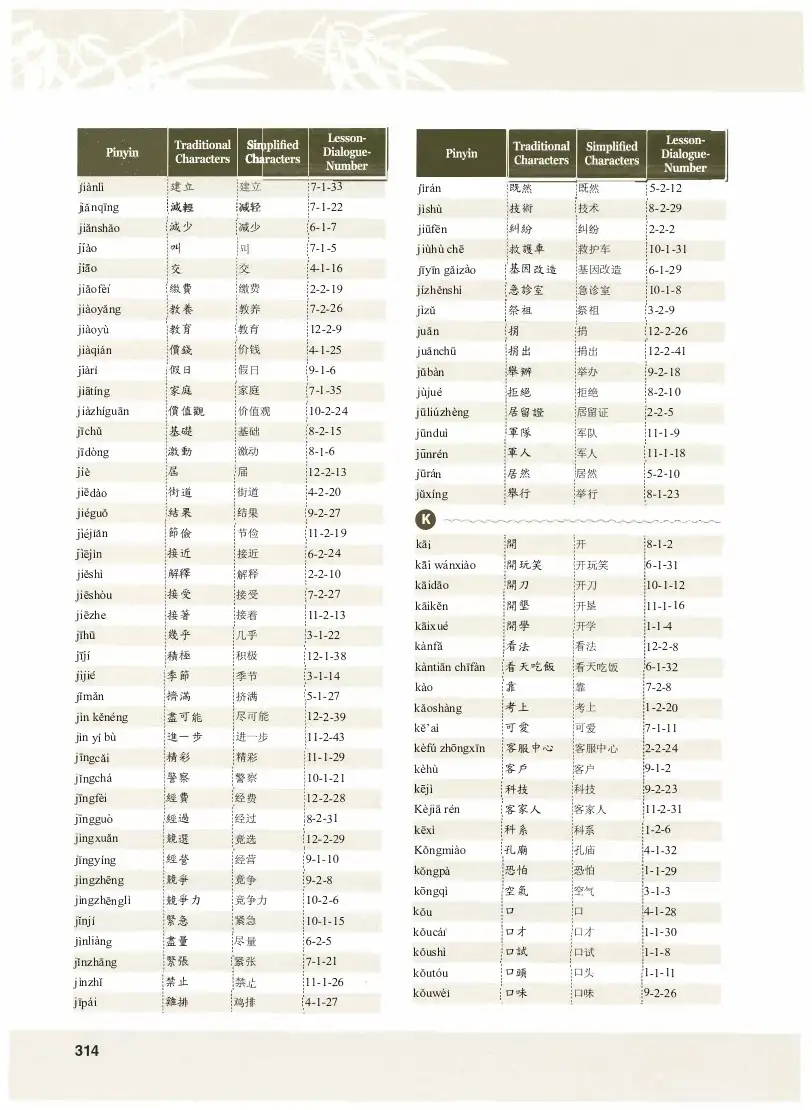 Pinyin Traditional Characters Simplified Characters Lesson-Dialogue-Number
jiànlì 建立 建立 7-1-33
jiǎnqīng 減輕 减轻 7-1-22
jiǎnshǎo 減少 减少 6-1-7
jiào 叫 叫 7-1-5
jiāo 交 交 4-1-16
jiǎofèi 繳費 缴费 2-2-19
jiàoyǎng 教養 教养 7-2-26
jiàoyù 教育 教育 12-2-9
jiàqián 價錢 价钱 4-1-25
jiàrì 假日 假日 9-1-6
jiātíng 家庭 家庭 7-1-35
jiàzhíguān 價值觀 价值观 10-2-24
jīchǔ 基礎 基础 8-2-15
jīdòng 激動 激动 8-1-6
jiè 屆 届 12-2-13
jiēdào 街道 街道 4-2-20
jiéguǒ 結果 结果 9-2-27
jiéjiǎn 節儉 节俭 11-2-19
jiējìn 接近 接近 6-2-24
jiěshì 解釋 解释 2-2-10
jiēshòu 接受 接受 7-2-27
jiēzhe 接著 接着 11-2-13
jīhū 幾乎 几乎 3-1-22
jījí 積極 积极 12-1-38
jìjié 季節 季节 3-1-14
jǐmǎn 擠滿 挤满 5-1-27
jìn kěnéng 盡可能 尽可能 12-2-39
jìn yí bù 進一步 进一步 11-2-43
jīngcǎi 精彩 精彩 11-1-29
jǐngchá 警察 警察 10-1-21
jīngfèi 經費 经费 12-2-28
jīngguò 經過 经过 8-2-31
jìngxuǎn 競選 竞选 12-2-29
jīngyíng 經營 经营 9-1-10
jìngzhēng 競爭 竞争 9-2-8
jìngzhēnglì 競爭力 竞争力 10-2-6
jǐnjí 緊急 紧急 10-1-15
jìnliàng 盡量 尽量 6-2-5
jǐnzhāng 緊張 紧张 7-1-21
jìnzhǐ 禁止 禁止 11-1-26
jīpái 雞排 鸡排 4-1-27
Pinyin Traditional Characters Simplified Characters Lesson-Dialogue-Number
jìrán 既然 既然 5-2-12
jìshù 技術 技术 8-2-29
jiūfēn 糾紛 纠纷 2-2-2
jiùhù chē 救護車 救护车 10-1-31
jīyīn gǎizào 基因改造 基因改造 6-1-29
jízhěnshì 急診室 急诊室 10-1-8
jìzǔ 祭祖 祭祖 3-2-9
juān 捐 捐 12-2-26
juānchū 捐出 捐出 12-2-41
jǔbàn 舉辦 举办 9-2-18
jùjué 拒絕 拒绝 8-2-10
jūliúzhèng 居留證 居留证 2-2-5
jūnduì 軍隊 军队 11-1-9
jūnrén 軍人 军人 11-1-18
jūrán 居然 居然 5-2-10
jǔxíng 舉行 举行 8-1-23
K
kāi 開 开 8-1-2
kāi wánxiào 開玩笑 开玩笑 6-1-31
kāidāo 開刀 开刀 10-1-12
kāikěn 開墾 开垦 11-1-16
kāixué 開學 开学 1-1-4
kànfǎ 看法 看法 12-2-8
kàntiān chīfàn 看天吃飯 看天吃饭 6-1-32
kào 靠 靠 7-2-8
kǎoshàng 考上 考上 1-2-20
kě'ài 可愛 可爱 7-1-11
kèfú zhōngxīn 客服中心 客服中心 2-2-24
kèhù 客戶 客户 9-1-2
kējì 科技 科技 9-2-23
Kèjiā rén 客家人 客家人 11-2-31
kēxì 科系 科系 1-2-6
Kǒngmiào 孔廟 孔庙 4-1-32
kǒngpà 恐怕 恐怕 1-1-29
kōngqì 空氣 空气 3-1-3
kǒu 口 口 4-1-28
kǒucái 口才 口才 1-1-30
kǒushì 口試 口试 1-1-8
kǒutóu 口頭 口头 1-1-11
kǒuwèi 口味 口味 9-2-26
314